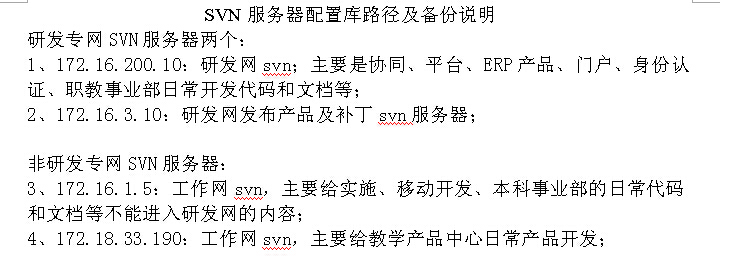 SVN 服务器配置库路径及备份说明
研发专网 SVN 服务器两个：
1、172.16.200.10：研发网 svn；主要是协同、平台、ERP 产品、门户、身份认
证、职教事业部日常开发代码和文档等；
2、172.16.3.10：研发网发布产品及补丁 svn 服务器；
非研发专网 SVN 服务器：
3、172.16.1.5：工作网 svn，主要给实施、移动开发、本科事业部的日常代码
和文档等不能进入研发网的内容；
4、172.18.33.190：工作网 svn，主要给教学产品中心日常产品开发；